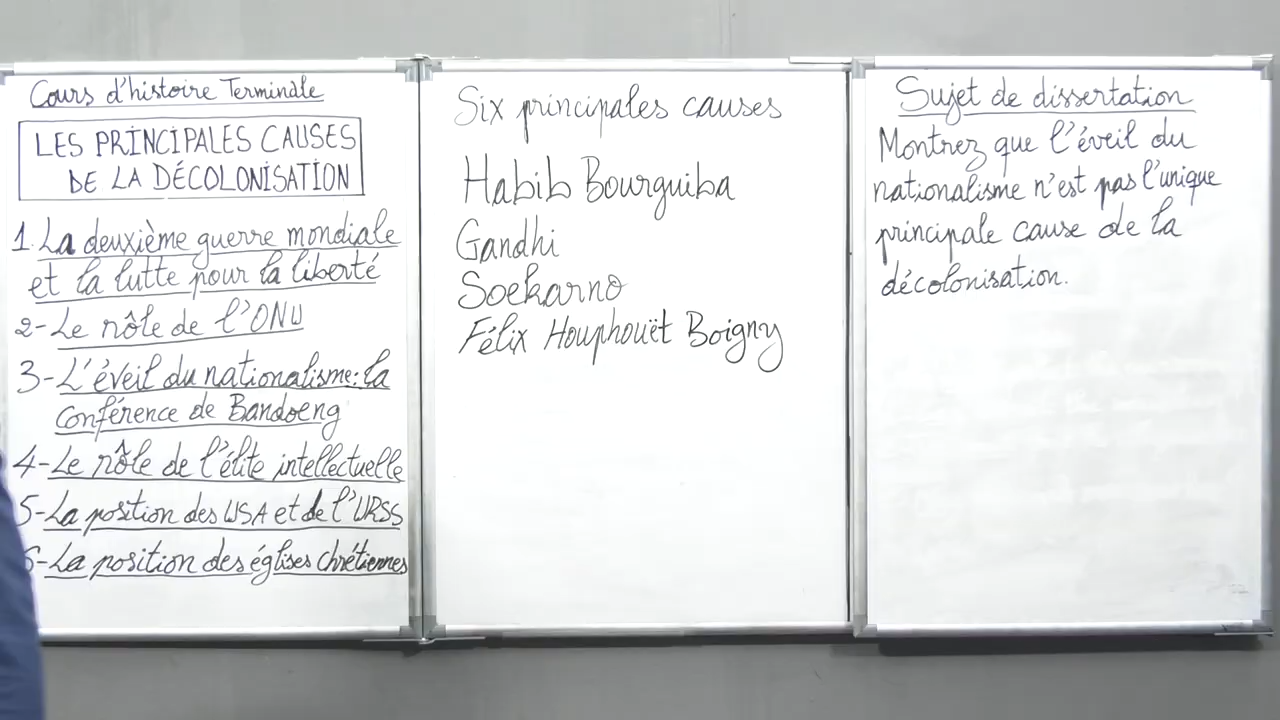 Cours d'histoire Terminale
LES PRINCIPALES CAUSES
DE LA DÉCOLONISATION
1. La deuxième guerre mondiale
et la lutte pour la liberté
2- Le rôle de l'ONU
3- L'éveil du nationalisme: la
conférence de Bandoeng
4- Le rôle de l'élite intellectuelle
5- La position des USA et de l'URSS
6- La position des églises chrétiennes
Six principales causes
Habib Bourguiba
Gandhi
Soekarno
Félix Houphouët Boigny
Sujet de dissertation
Montrez que l'éveil du
nationalisme n'est pas l'unique
principale cause de la
décolonisation.